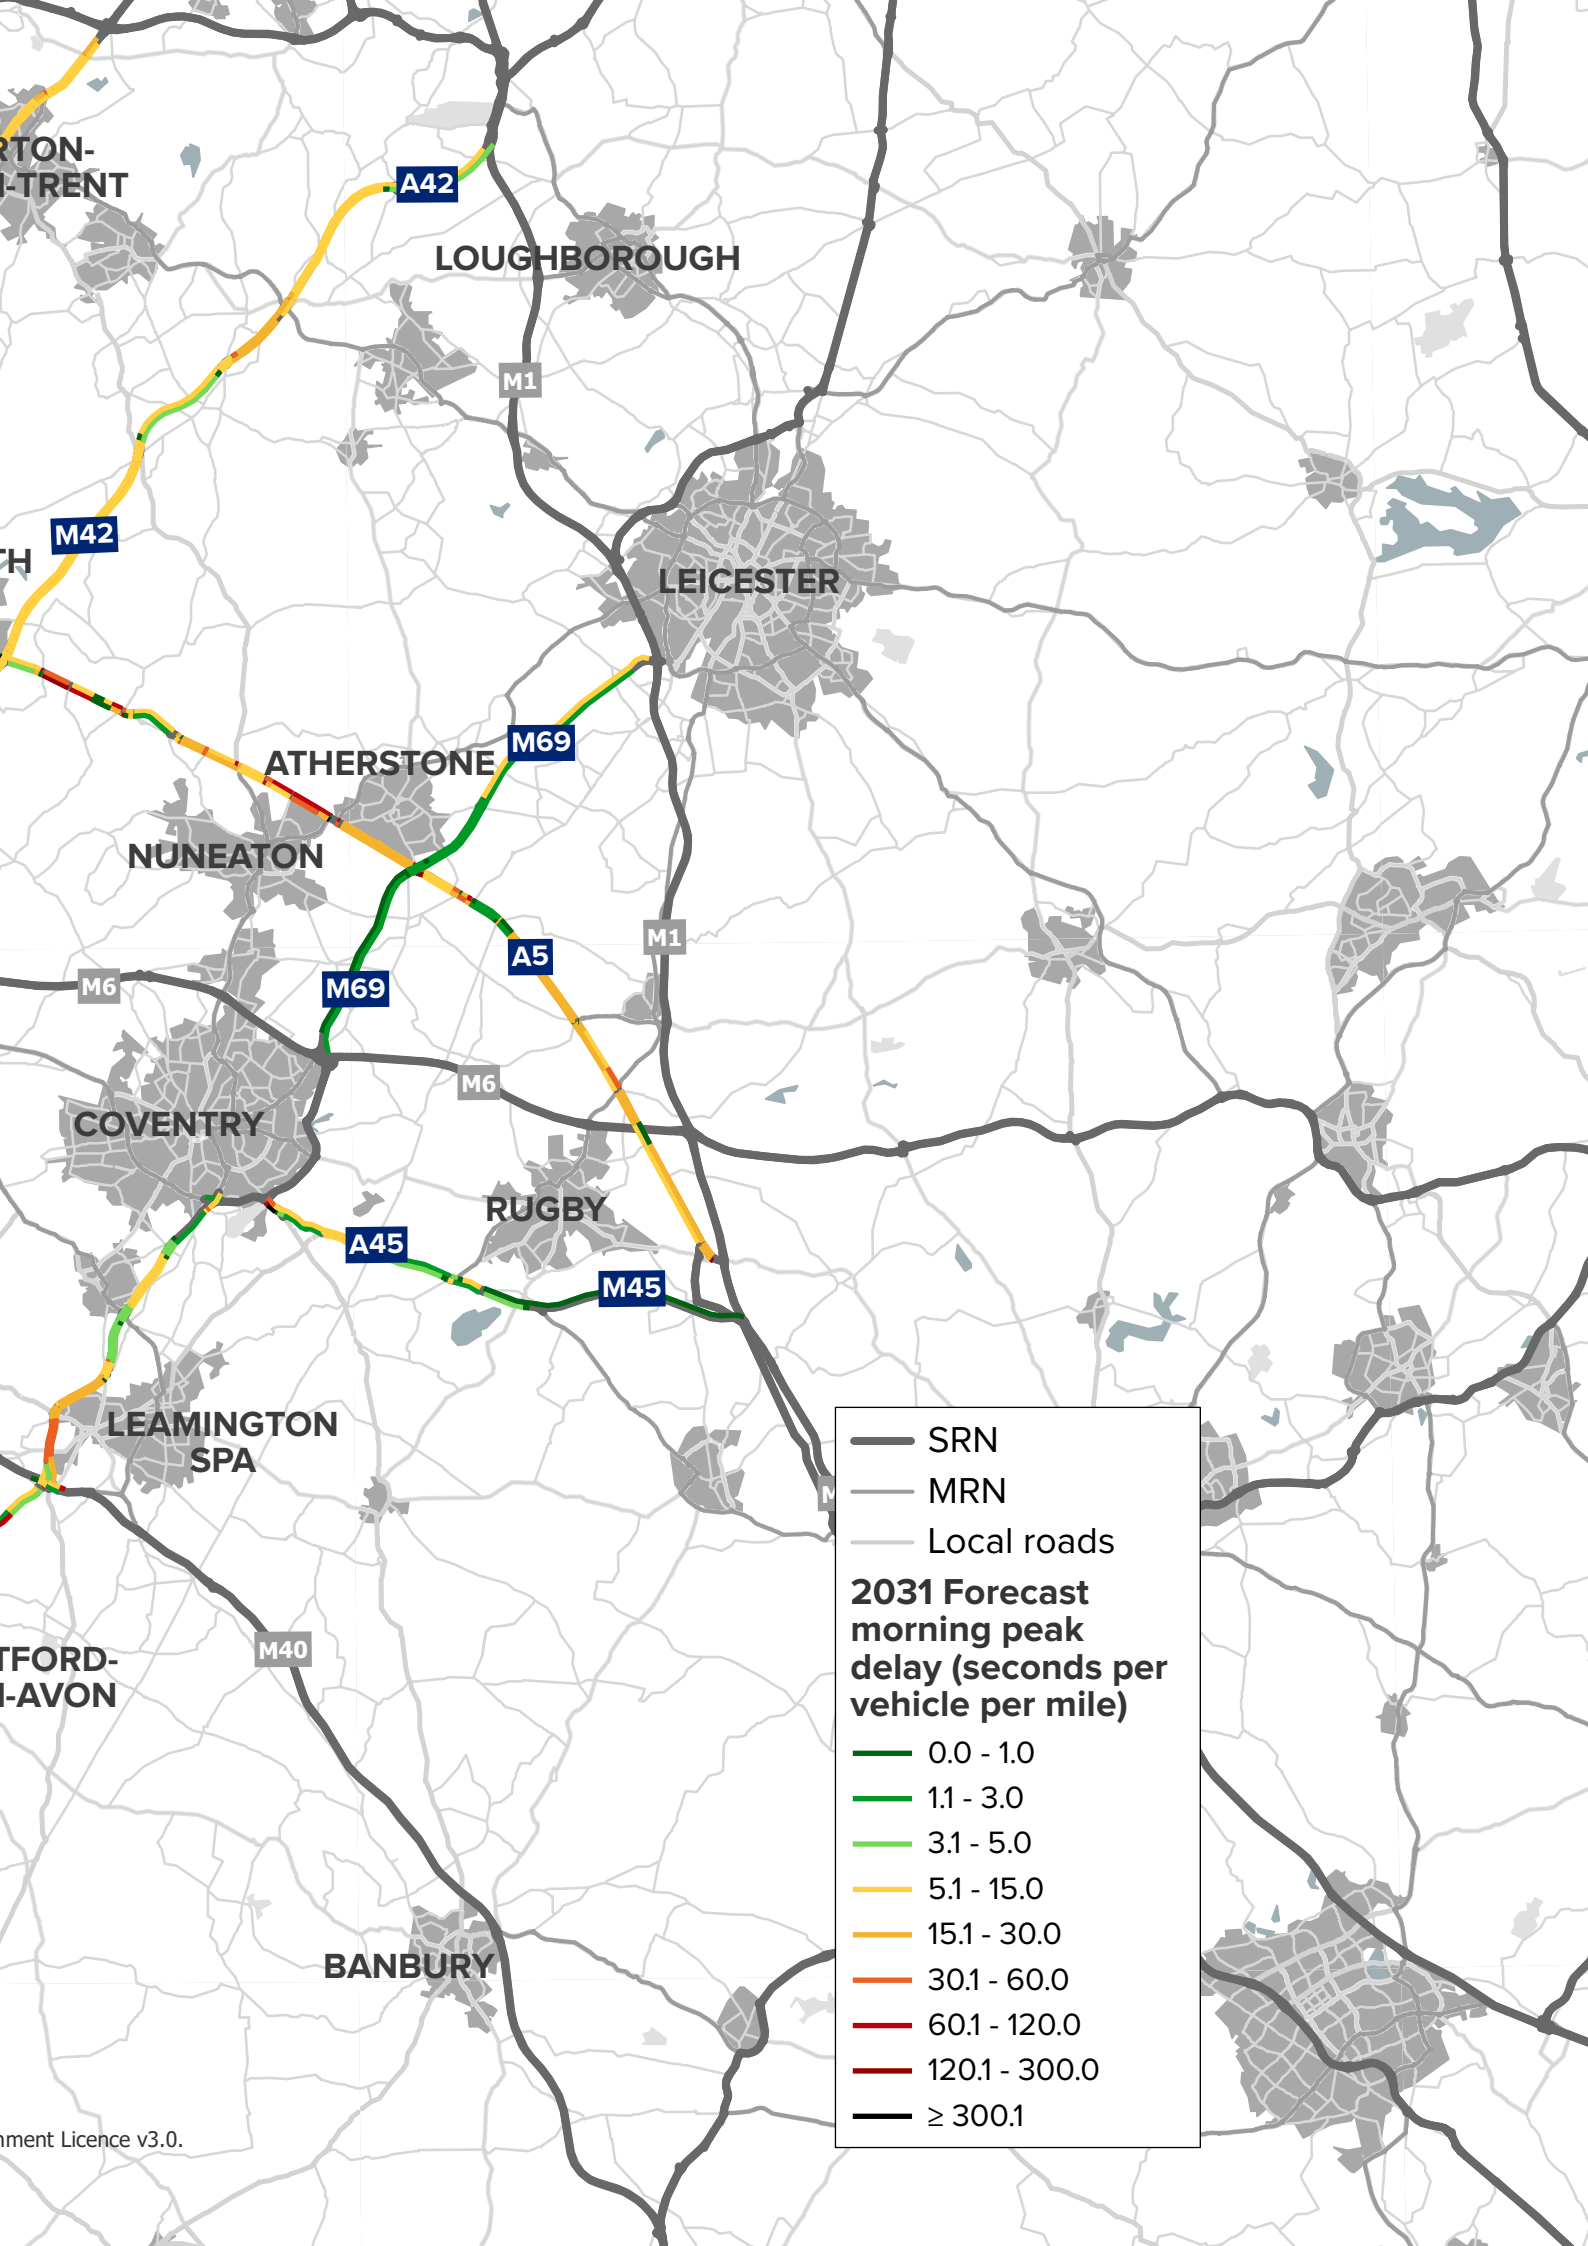 RTON-
-TRENT
A42
LOUGHBOROUGH
M1
M42
TH
LEICESTER
M69
ATHERSTONE
NUNEATON
M1
A5
M69
M6
M6
COVENTRY
RUGBY
A45
M45
LEAMINGTON
SPA
M
SRN
MRN
Local roads
2031 Forecast
morning peak
delay (seconds per
vehicle per mile)
0.0 - 1.0
1.1 - 3.0
3.1 - 5.0
5.1 - 15.0
15.1 - 30.0
30.1 - 60.0
60.1 - 120.0
120.1 - 300.0
≥ 300.1
M40
TFORD-
-AVON
BANBURY
nment Licence v3.0.